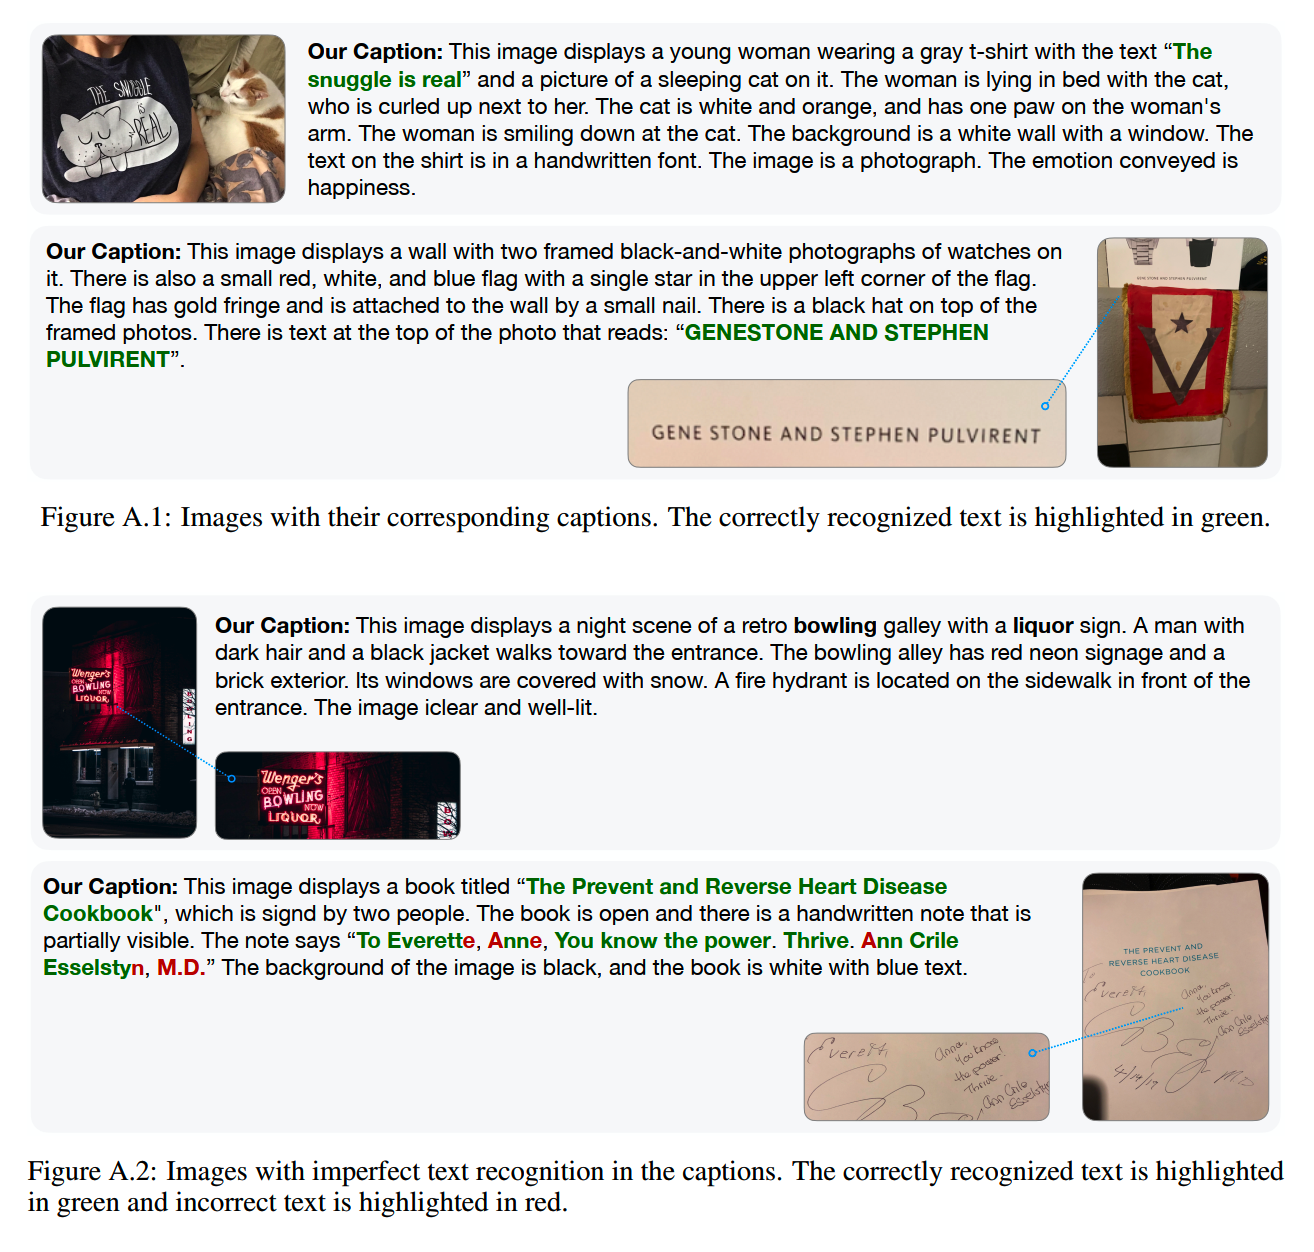 THE SNUGGLE
IS
REAL
Our Caption: This image displays a young woman wearing a gray t-shirt with the text “The
snuggle is real” and a picture of a sleeping cat on it. The woman is lying in bed with the cat,
who is curled up next to her. The cat is white and orange, and has one paw on the woman's
arm. The woman is smiling down at the cat. The background is a white wall with a window. The
text on the shirt is in a handwritten font. The image is a photograph. The emotion conveyed is
happiness.
Our Caption: This image displays a wall with two framed black-and-white photographs of watches on
it. There is also a small red, white, and blue flag with a single star in the upper left corner of the flag.
The flag has gold fringe and is attached to the wall by a small nail. There is a black hat on top of the
framed photos. There is text at the top of the photo that reads: “GENESTONE AND STEPHEN
PULVIRENT”.
GENE STONE AND STEPHEN PULVIRENT
GENE STONE AND STEPHEN PULVIRENT
Figure A.1: Images with their corresponding captions. The correctly recognized text is highlighted in green.
Wenger's
OPEN
BOWLING
NOW
LIQUOR
Our Caption: This image displays a night scene of a retro bowling galley with a liquor sign. A man with
dark hair and a black jacket walks toward the entrance. The bowling alley has red neon signage and a
brick exterior. Its windows are covered with snow. A fire hydrant is located on the sidewalk in front of the
entrance. The image iclear and well-lit.
Wenger's
OPEN
BOWLING
NOW
LIQUOR
Our Caption: This image displays a book titled “The Prevent and Reverse Heart Disease
Cookbook", which is signd by two people. The book is open and there is a handwritten note that is
partially visible. The note says “To Everette, Anne, You know the power. Thrive. Ann Crile
Esselstyn, M.D.” The background of the image is black, and the book is white with blue text.
THE PREVENT AND
REVERSE HEART DISEASE
COOKBOOK
To
Everett
Anna,
You know
the power!
Thrive.
Ann Crile
Esselstyn
4/14/19
MD
Everett
Anna,
You know
the power!
Thrive.
Ann Crile
Esselstyn
Figure A.2: Images with imperfect text recognition in the captions. The correctly recognized text is highlighted
in green and incorrect text is highlighted in red.